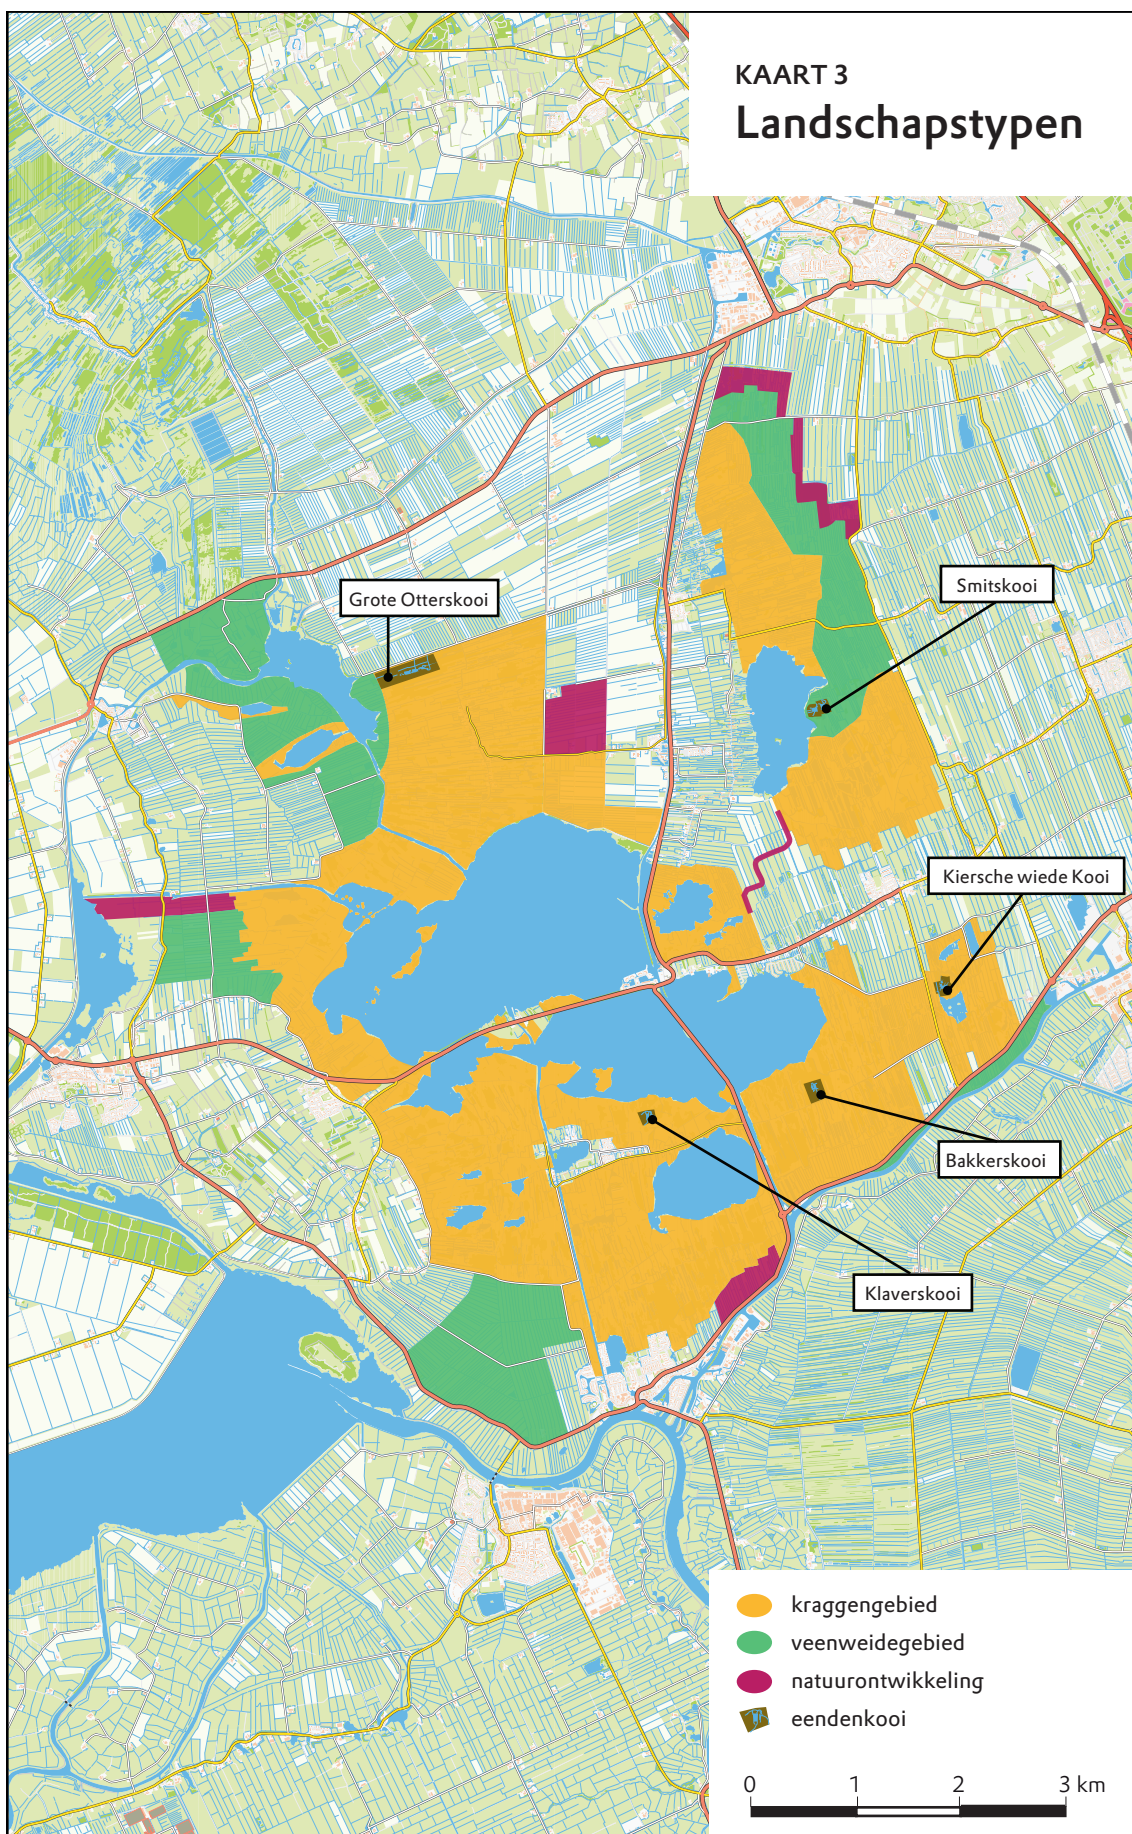 KAART 3
Landschapstypen
Smitskooi
Grote Otterskooi
Kiersche wiede Kooi
Bakkerskooi
Klaverskooi
kraggengebied
veenweidegebied
natuurontwikkeling
eendenkooi
0 1 2 3 km